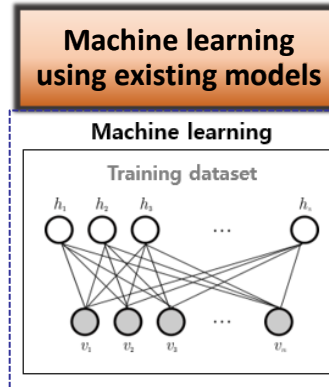 Machine learning
using existing models
Machine learning
Training dataset
h₁ h₂ h₃ ... hₙ
v₁ v₂ v₃ ... vₙ